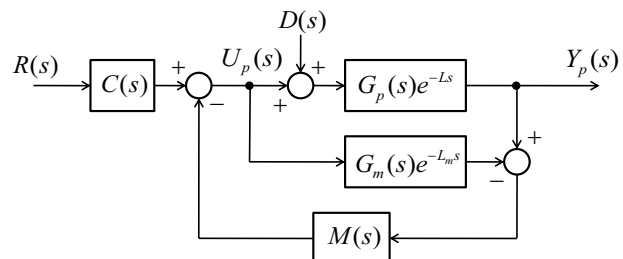 D(s)
R(s)
U_p(s)
Y_p(s)
C(s)
+
−
+
+
G_p(s)e^{-Ls}
+
−
G_m(s)e^{-L_m s}
M(s)